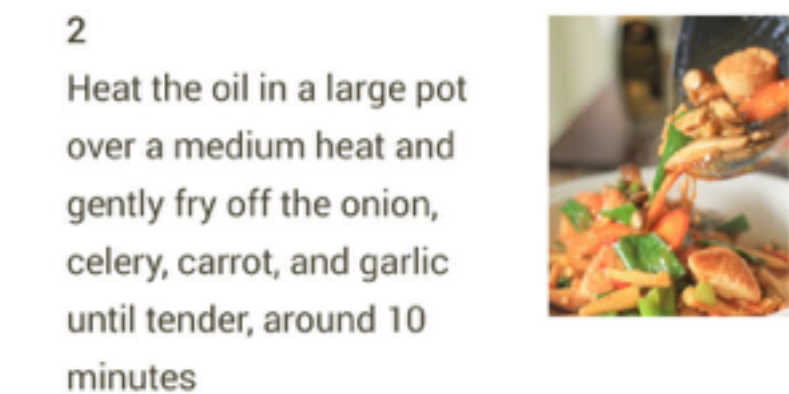 2
Heat the oil in a large pot
over a medium heat and
gently fry off the onion,
celery, carrot, and garlic
until tender, around 10
minutes